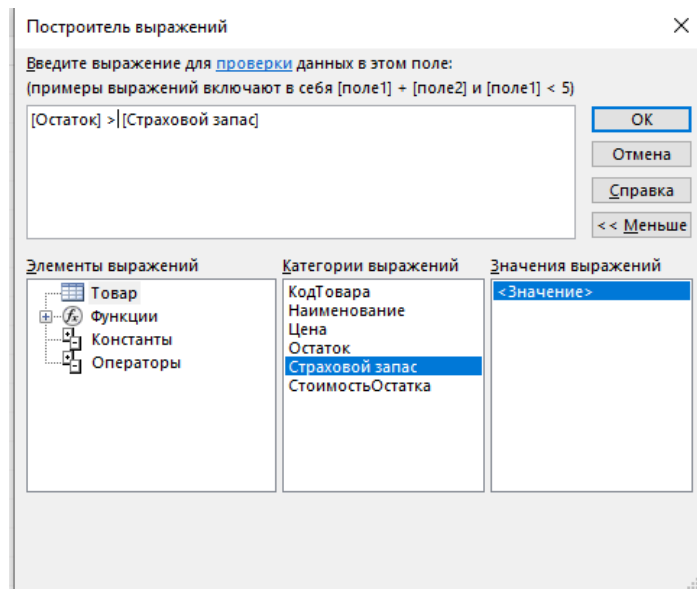 Построитель выражений
Введите выражение для проверки данных в этом поле:
(примеры выражений включают в себя [поле1] + [поле2] и [поле1] < 5)
[Остаток] > [Страховой запас]
ОК
Отмена
Справка
<< Меньше
Элементы выражений
Товар
Функции
Константы
Операторы
Категории выражений
КодТовара
Наименование
Цена
Остаток
Страховой запас
СтоимостьОстатка
Значения выражений
<Значение>